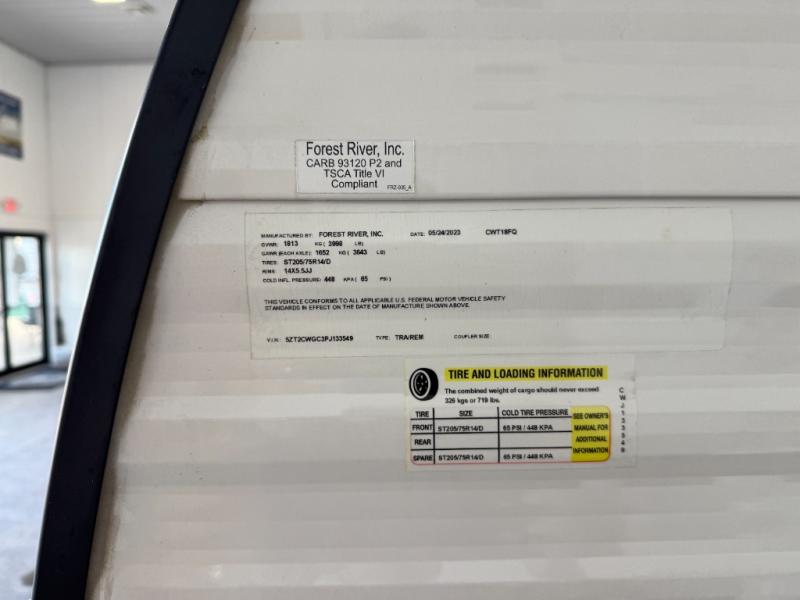 Forest River, Inc.
CARB 93120 P2 and
TSCA Title VI
Compliant FRZ-005_A
MANUFACTURED BY: FOREST RIVER, INC. DATE: 05/24/2023 CWT18FQ
GVWR: 1813 KG ( 3998 LB)
GAWR (EACH AXLE): 1652 KG ( 3643 LB)
TIRES: ST205/75R14/D
RIMS: 14X5.5JJ
COLD INFL. PRESSURE: 448 KPA ( 65 PSI )
THIS VEHICLE CONFORMS TO ALL APPLICABLE U.S. FEDERAL MOTOR VEHICLE SAFETY
STANDARDS IN EFFECT ON THE DATE OF MANUFACTURE SHOWN ABOVE.
V.I.N.: 5ZT2CWGC3PJ133549 TYPE: TRA/REM COUPLER SIZE:
TIRE AND LOADING INFORMATION
The combined weight of cargo should never exceed
326 kgs or 719 lbs.
TIRE SIZE COLD TIRE PRESSURE
FRONT ST205/75R14/D 65 PSI / 448 KPA
REAR
SPARE ST205/75R14/D 65 PSI / 448 KPA
SEE OWNER'S
MANUAL FOR
ADDITIONAL
INFORMATION
CWJ133549